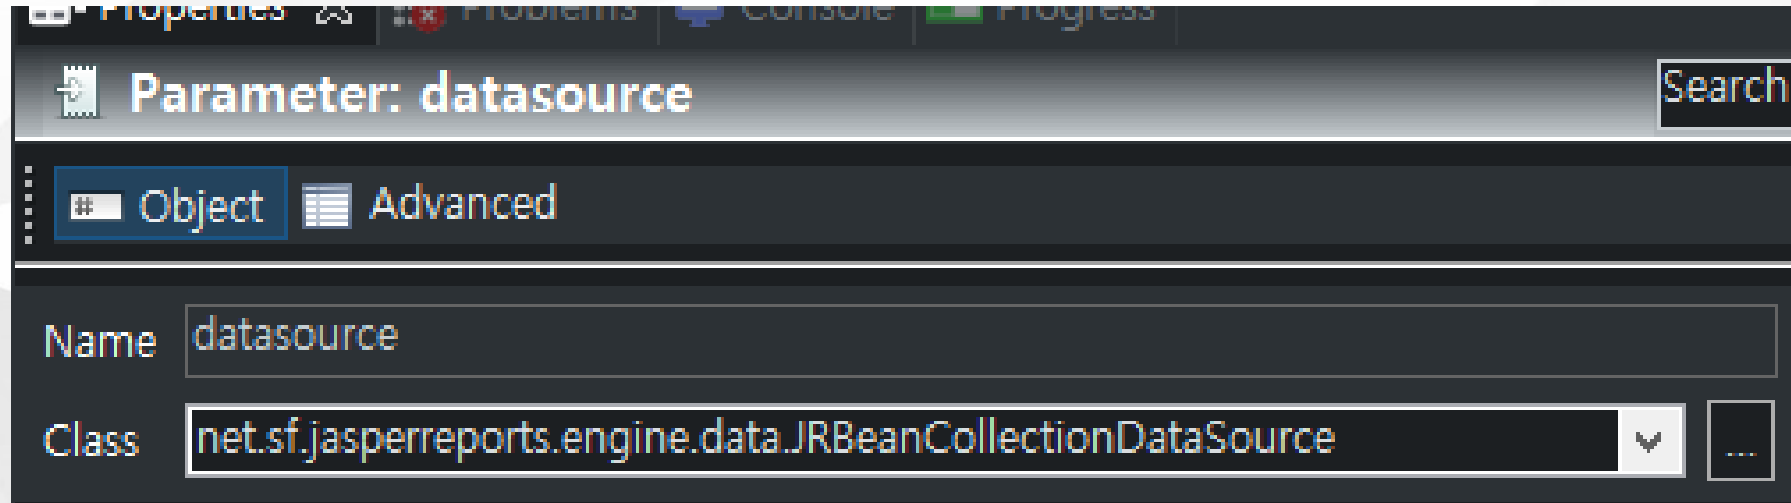 Properties Problems Console Progress
Parameter: datasource
Search
# Object Advanced
Name datasource
Class net.sf.jasperreports.engine.data.JRBeanCollectionDataSource ...